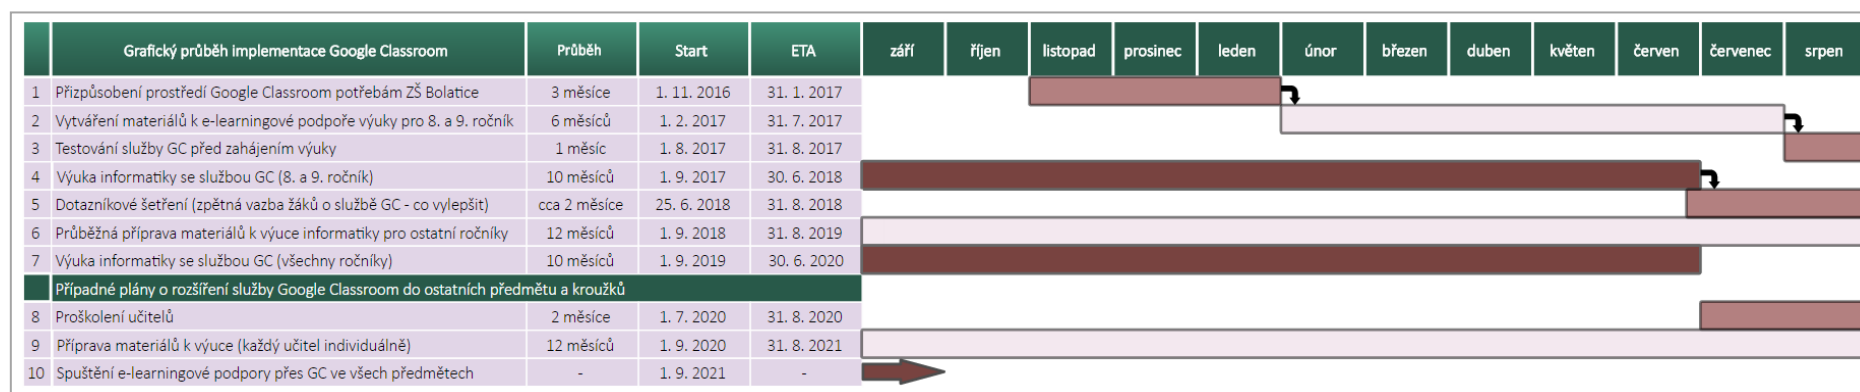 Grafický průběh implementace Google Classroom Průběh Start ETA září říjen listopad prosinec leden únor březen duben květen červen červenec srpen
1 Přizpůsobení prostředí Google Classroom potřebám ZŠ Bolatice 3 měsíce 1. 11. 2016 31. 1. 2017
2 Vytváření materiálů k e-learningové podpoře výuky pro 8. a 9. ročník 6 měsíců 1. 2. 2017 31. 7. 2017
3 Testování služby GC před zahájením výuky 1 měsíc 1. 8. 2017 31. 8. 2017
4 Výuka informatiky se službou GC (8. a 9. ročník) 10 měsíců 1. 9. 2017 30. 6. 2018
5 Dotazníkové šetření (zpětná vazba žáků o službě GC - co vylepšit) cca 2 měsíce 25. 6. 2018 31. 8. 2018
6 Průběžná příprava materiálů k výuce informatiky pro ostatní ročníky 12 měsíců 1. 9. 2018 31. 8. 2019
7 Výuka informatiky se službou GC (všechny ročníky) 10 měsíců 1. 9. 2019 30. 6. 2020
Případné plány o rozšíření služby Google Classroom do ostatních předmětu a kroužků
8 Proškolení učitelů 2 měsíce 1. 7. 2020 31. 8. 2020
9 Příprava materiálů k výuce (každý učitel individuálně) 12 měsíců 1. 9. 2020 31. 8. 2021
10 Spuštění e-learningové podpory přes GC ve všech předmětech - 1. 9. 2021 -